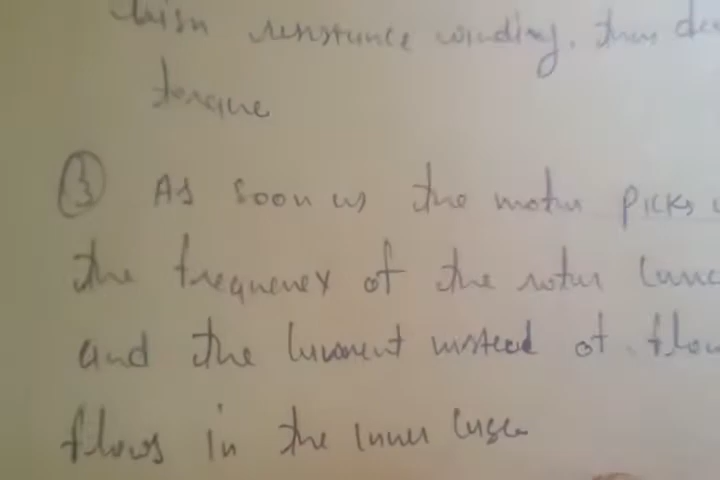 resistance winding. thus
torque
③ As soon as the motor picks
the frequency of the rotor
and the current instead of flow
flows in the inner cage